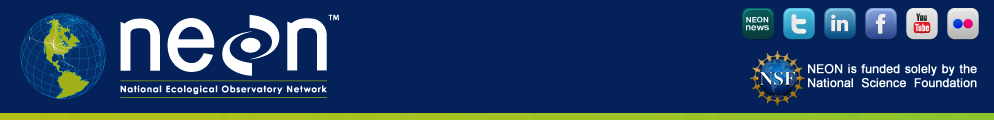 neon™
National Ecological Observatory Network
NEON
news
t
in
f
You
Tube
NSF
NEON is funded solely by the
National Science Foundation